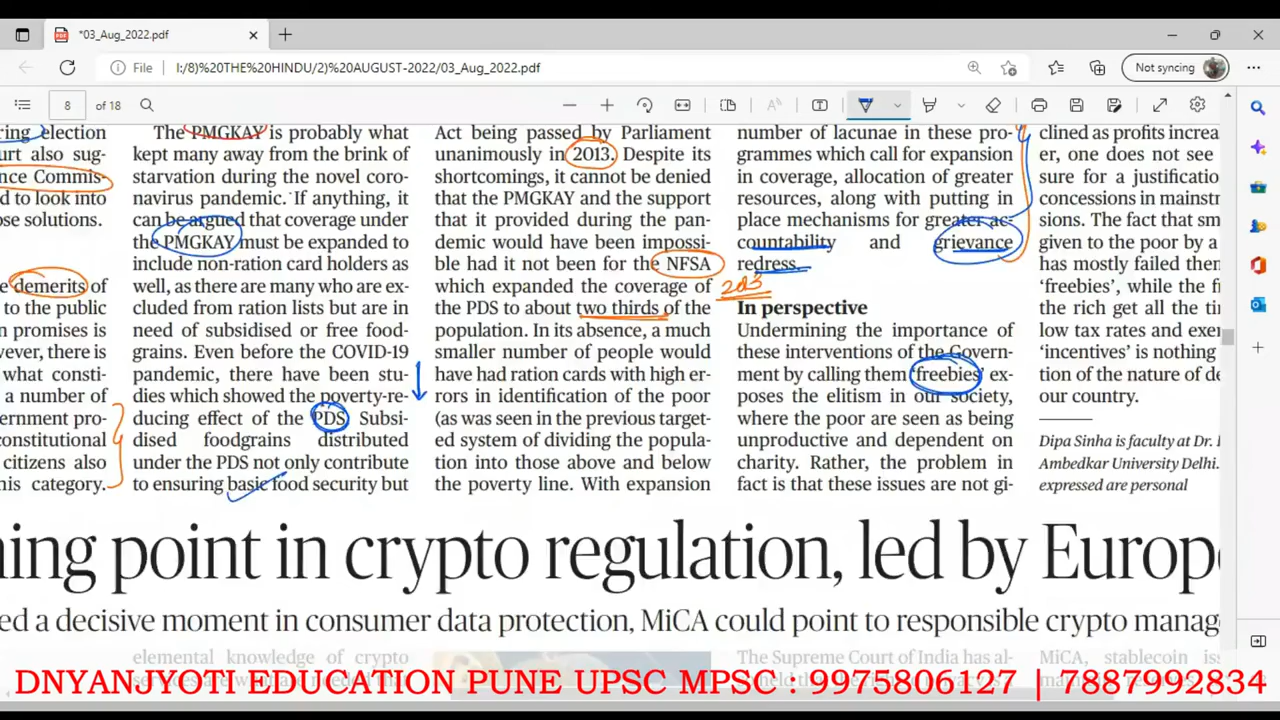 *03_Aug_2022.pdf
File I:/8)%20THE%20HINDU/2)%20AUGUST-2022/03_Aug_2022.pdf
Not syncing
8 of 18
ring election
urt also sug-
nce Commis-
d to look into
ose solutions.
e demerits of
to the public
n promises is
vever, there is
what consti-
a number of
ernment pro-
onstitutional
citizens also
his category.
The PMGKAY is probably what
kept many away from the brink of
starvation during the novel coro-
navirus pandemic. If anything, it
can be argued that coverage under
the PMGKAY must be expanded to
include non-ration card holders as
well, as there are many who are ex-
cluded from ration lists but are in
need of subsidised or free food-
grains. Even before the COVID-19
pandemic, there have been stu-
dies which showed the poverty-re-
ducing effect of the PDS. Subsi-
dised foodgrains distributed
under the PDS not only contribute
to ensuring basic food security but
Act being passed by Parliament
unanimously in 2013. Despite its
shortcomings, it cannot be denied
that the PMGKAY and the support
that it provided during the pan-
demic would have been impossi-
ble had it not been for the NFSA
which expanded the coverage of
the PDS to about two thirds of the
population. In its absence, a much
smaller number of people would
have had ration cards with high er-
rors in identification of the poor
(as was seen in the previous target-
ed system of dividing the popula-
tion into those above and below
the poverty line. With expansion
number of lacunae in these pro-
grammes which call for expansion
in coverage, allocation of greater
resources, along with putting in
place mechanisms for greater ac-
countability and grievance
redress.
In perspective
Undermining the importance of
these interventions of the Govern-
ment by calling them 'freebies' ex-
poses the elitism in our society,
where the poor are seen as being
unproductive and dependent on
charity. Rather, the problem in
fact is that these issues are not gi-
clined as profits increa
er, one does not see
sure for a justificatio
concessions in matters
sions. The fact that sm
given to the poor by a
has mostly failed them
'freebies', while the fr
the rich get all the tim
low tax rates and exem
'incentives' is nothing
tion of the nature of de
our country.
Dipa Sinha is faculty at Dr.
Ambedkar University Delhi.
expressed are personal
ning point in crypto regulation, led by Europe
ed a decisive moment in consumer data protection, MiCA could point to responsible crypto manag
elemental knowledge of crypto
The Supreme Court of India has al-
MiCA, stablecoin iss
DNYANJYOTI EDUCATION PUNE UPSC MPSC : 9975806127 | 7887992834